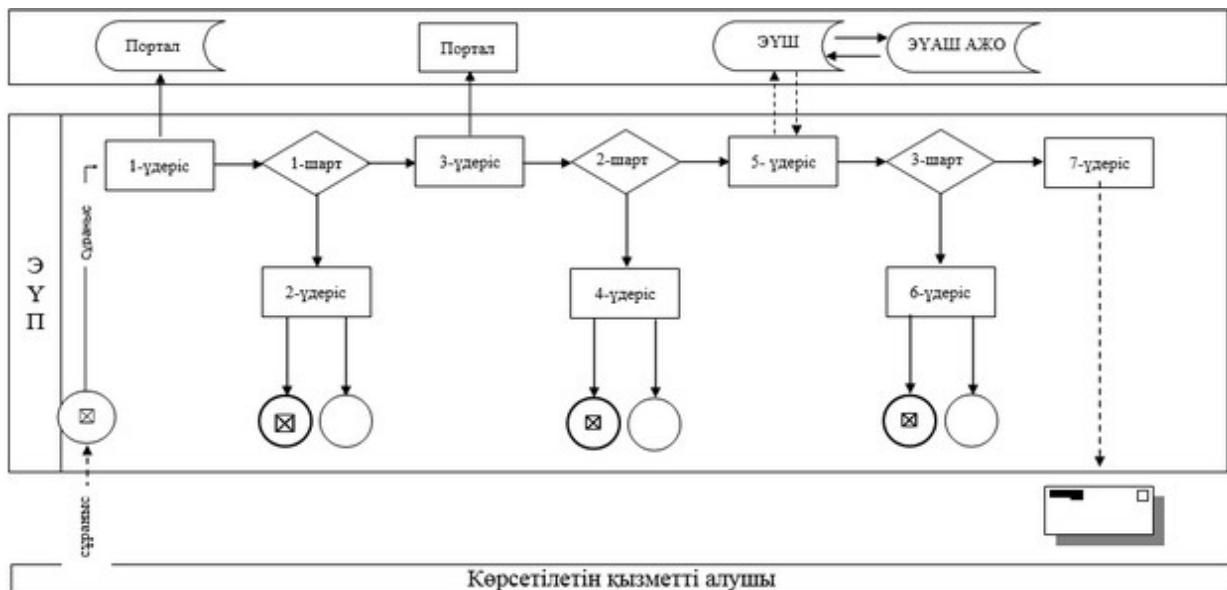 Портал
Портал
ЭҮШ
ЭҮАШ АЖО
1-үдеріс
1-шарт
3-үдеріс
2-шарт
5- үдеріс
3-шарт
7-үдеріс
сұраныс
Э
Ү
П
2-үдеріс
4-үдеріс
6-үдеріс
сұраныс
Көрсетілетін қызметті алушы